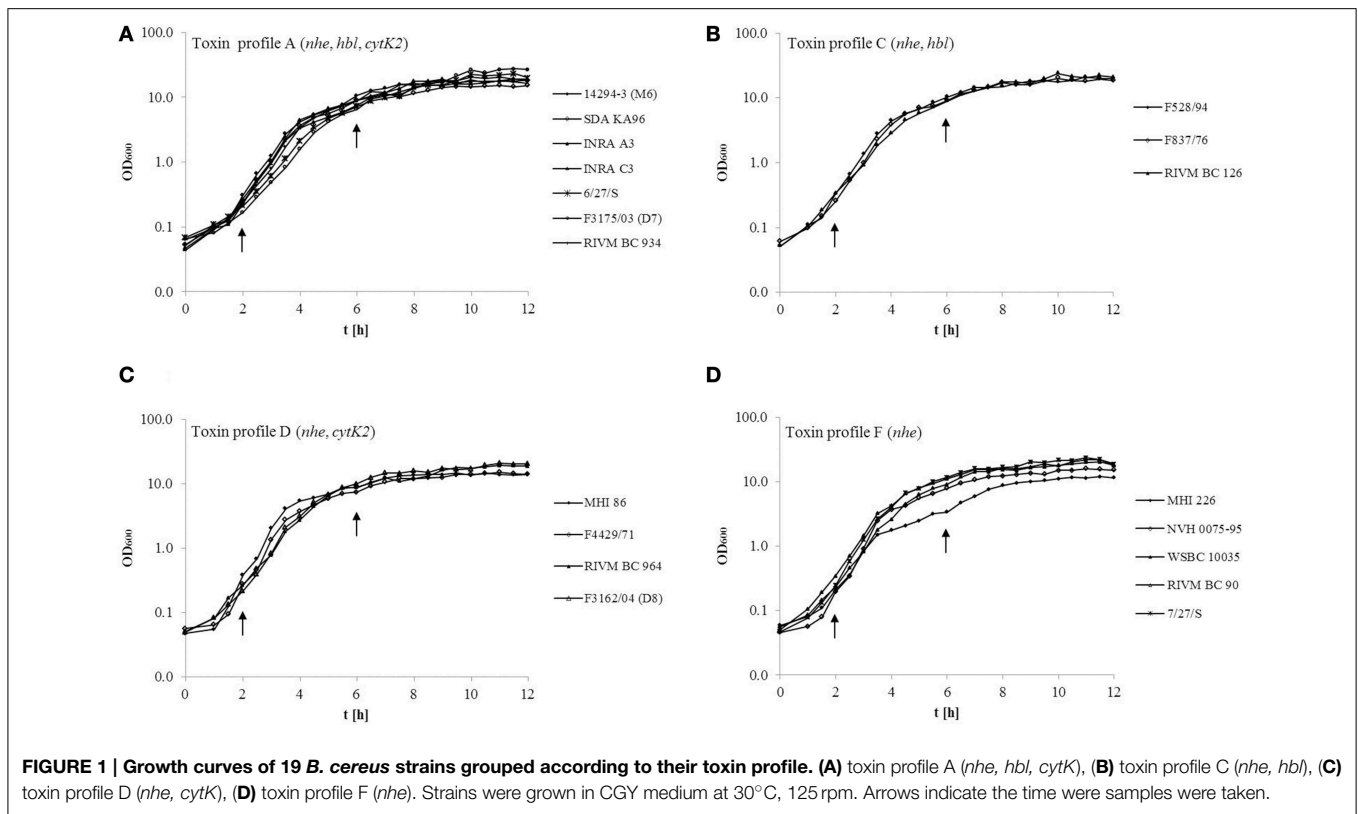 A
Toxin profile A (nhe, hbl, cytK2)
100.0
10.0
1.0
0.1
0.0
OD600
0 2 4 6 8 10 12
t [h]
14294-3 (M6)
SDA KA96
INRA A3
INRA C3
6/27/S
F3175/03 (D7)
RIVM BC 934
B
Toxin profile C (nhe, hbl)
100.0
10.0
1.0
0.1
0.0
OD600
0 2 4 6 8 10 12
t [h]
F528/94
F837/76
RIVM BC 126
C
Toxin profile D (nhe, cytK2)
100.0
10.0
1.0
0.1
0.0
OD600
0 2 4 6 8 10 12
t [h]
MHI 86
F4429/71
RIVM BC 964
F3162/04 (D8)
D
Toxin profile F (nhe)
100.0
10.0
1.0
0.1
0.0
OD600
0 2 4 6 8 10 12
t [h]
MHI 226
NVH 0075-95
WSBC 10035
RIVM BC 90
7/27/S
FIGURE 1 | Growth curves of 19 B. cereus strains grouped according to their toxin profile. (A) toxin profile A (nhe, hbl, cytK), (B) toxin profile C (nhe, hbl), (C)
toxin profile D (nhe, cytK), (D) toxin profile F (nhe). Strains were grown in CGY medium at 30°C, 125 rpm. Arrows indicate the time were samples were taken.